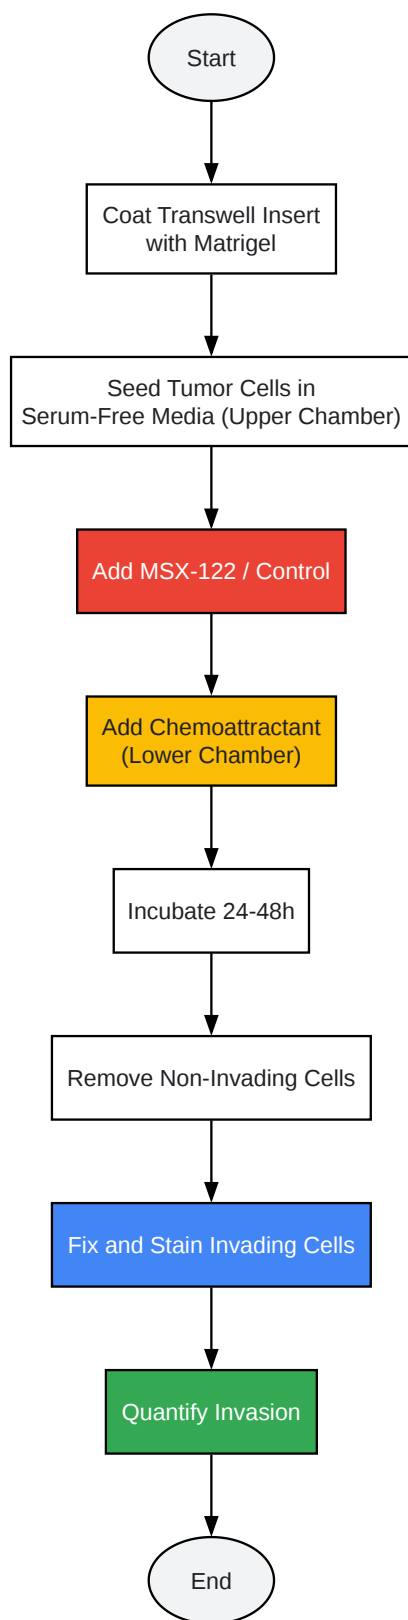 Start
Coat Transwell Insert
with Matrigel
Seed Tumor Cells in
Serum-Free Media (Upper Chamber)
Add MSX-122 / Control
Add Chemoattractant
(Lower Chamber)
Incubate 24-48h
Remove Non-Invading Cells
Fix and Stain Invading Cells
Quantify Invasion
End